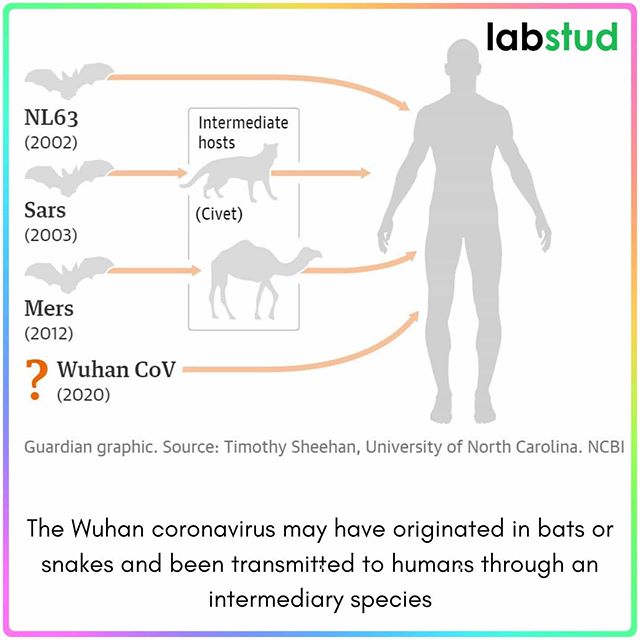 labstud
NL63
(2002)
Intermediate
hosts
Sars
(2003)
(Civet)
Mers
(2012)
? Wuhan CoV
(2020)
Guardian graphic. Source: Timothy Sheehan, University of North Carolina. NCBI
The Wuhan coronavirus may have originated in bats or
snakes and been transmitted to humans through an
intermediary species